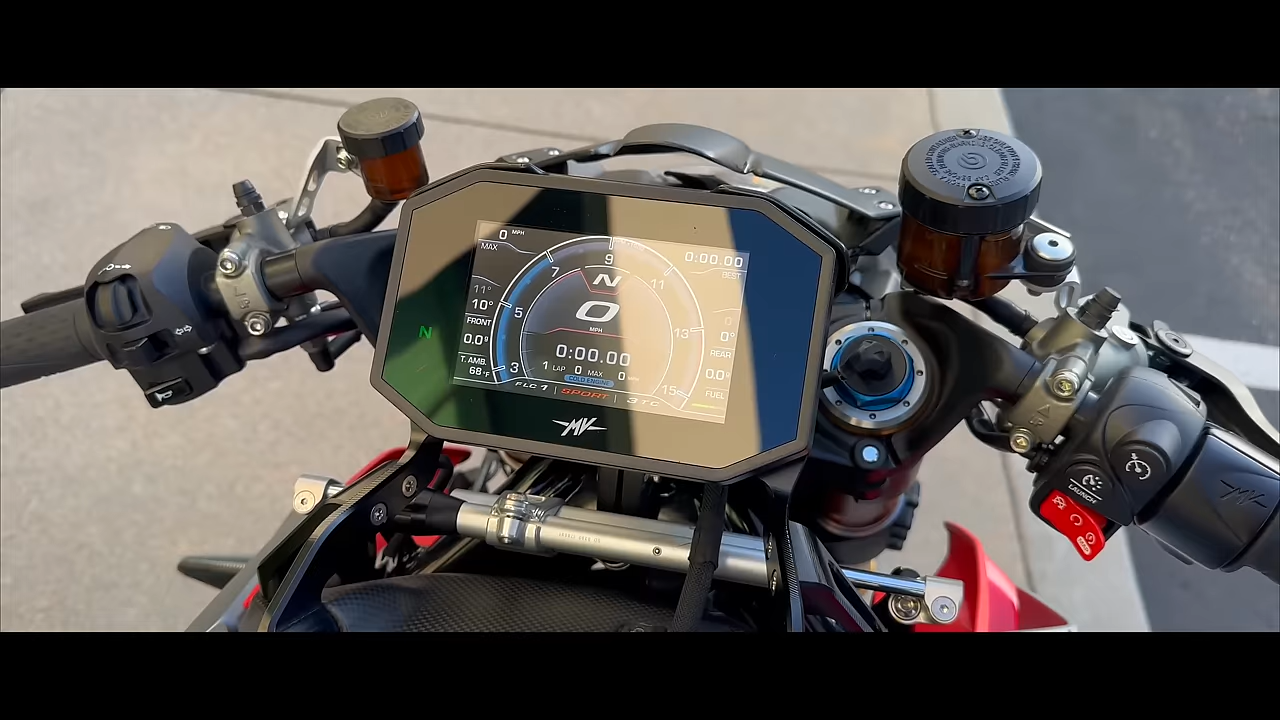 0 MPH
MAX
0:00.00
BEST
9
7
11
N
11°
10°
0
MPH
5
13
0°
FRONT
0.0
REAR
0.0
N
0:00.00
T. AMB.
68°F
3
1 LAP 0 MAX 0 MPH
COLD ENGINE
15
FUEL
FLC 1 | SPORT | 3 TC
MV
LAUNCH
MV